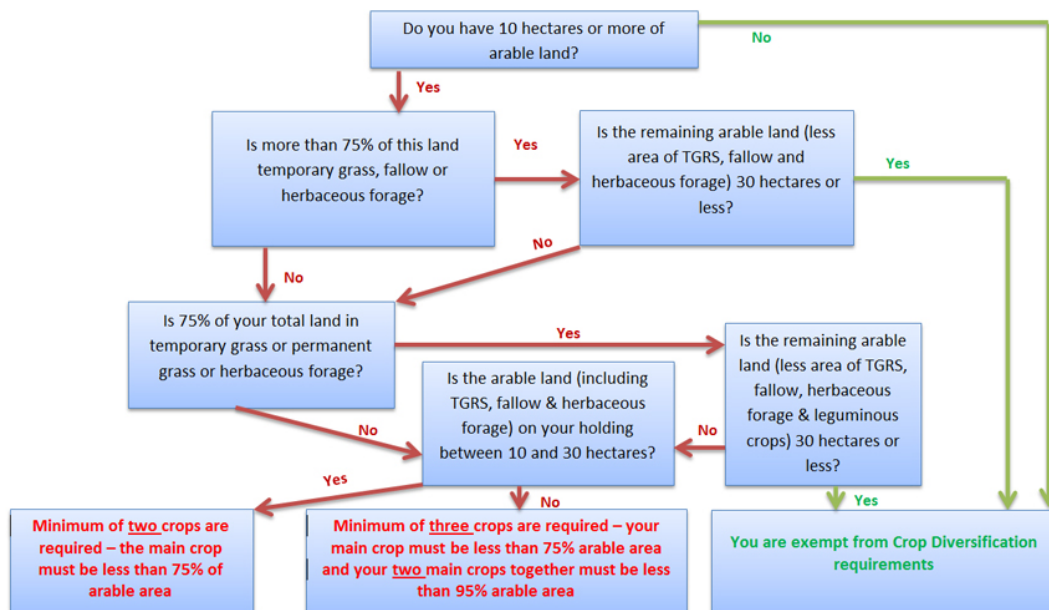 Do you have 10 hectares or more of
arable land?
No
Yes
Is more than 75% of this land
temporary grass, fallow or
herbaceous forage?
Yes
Is the remaining arable land (less
area of TGRS, fallow and
herbaceous forage) 30 hectares or
less?
Yes
No
No
Is 75% of your total land in
temporary grass or permanent
grass or herbaceous forage?
Yes
Is the remaining arable
land (less area of TGRS,
fallow, herbaceous
forage & leguminous
crops) 30 hectares or
less?
Is the arable land (including
TGRS, fallow & herbaceous
forage) on your holding
between 10 and 30 hectares?
No
No
Yes
No
Yes
Minimum of two crops are
required – the main crop
must be less than 75% of
arable area
Minimum of three crops are required – your
main crop must be less than 75% arable area
and your two main crops together must be less
than 95% arable area
You are exempt from Crop Diversification
requirements